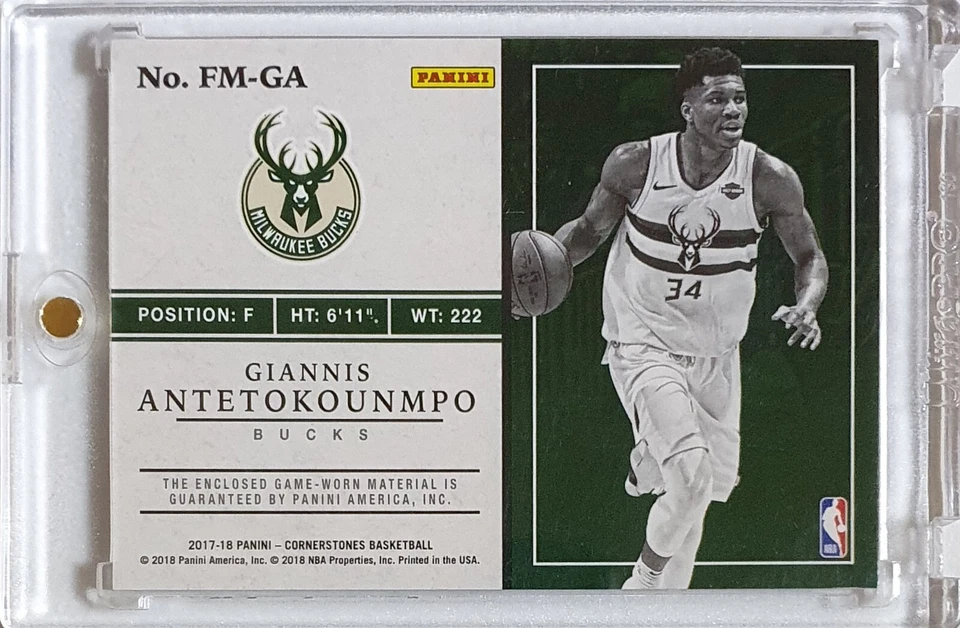 No. FM-GA
PANINI
MILWAUKEE BUCKS
POSITION: F
HT: 6'11".
WT: 222
GIANNIS
ANTETOKOUNMPO
BUCKS
THE ENCLOSED GAME-WORN MATERIAL IS
GUARANTEED BY PANINI AMERICA, INC.
2017-18 PANINI – CORNERSTONES BASKETBALL
© 2018 Panini America, Inc. © 2018 NBA Properties, Inc. Printed in the USA.
34
NBA